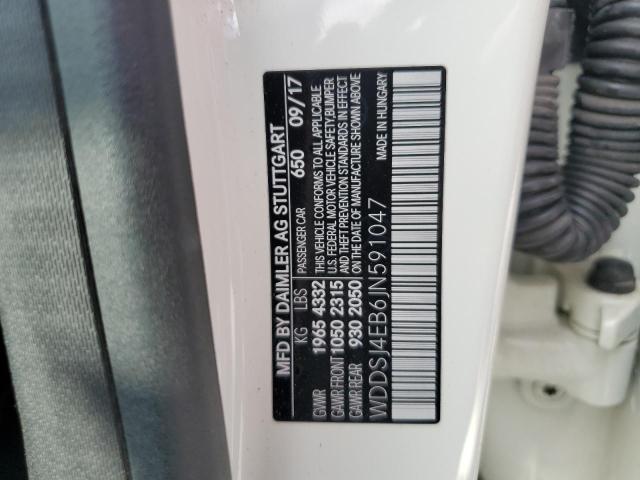 MFD BY DAIMLER AG STUTTGART
PASSENGER CAR 650 09/17
KG LBS
GVWR 1965 4332
GAWR FRONT 1050 2315
GAWR REAR 930 2050
THIS VEHICLE CONFORMS TO ALL APPLICABLE
U.S. FEDERAL MOTOR VEHICLE SAFETY, BUMPER
AND THEFT PREVENTION STANDARDS IN EFFECT
ON THE DATE OF MANUFACTURE SHOWN ABOVE
WDDSJ4EB6JN591047
MADE IN HUNGARY